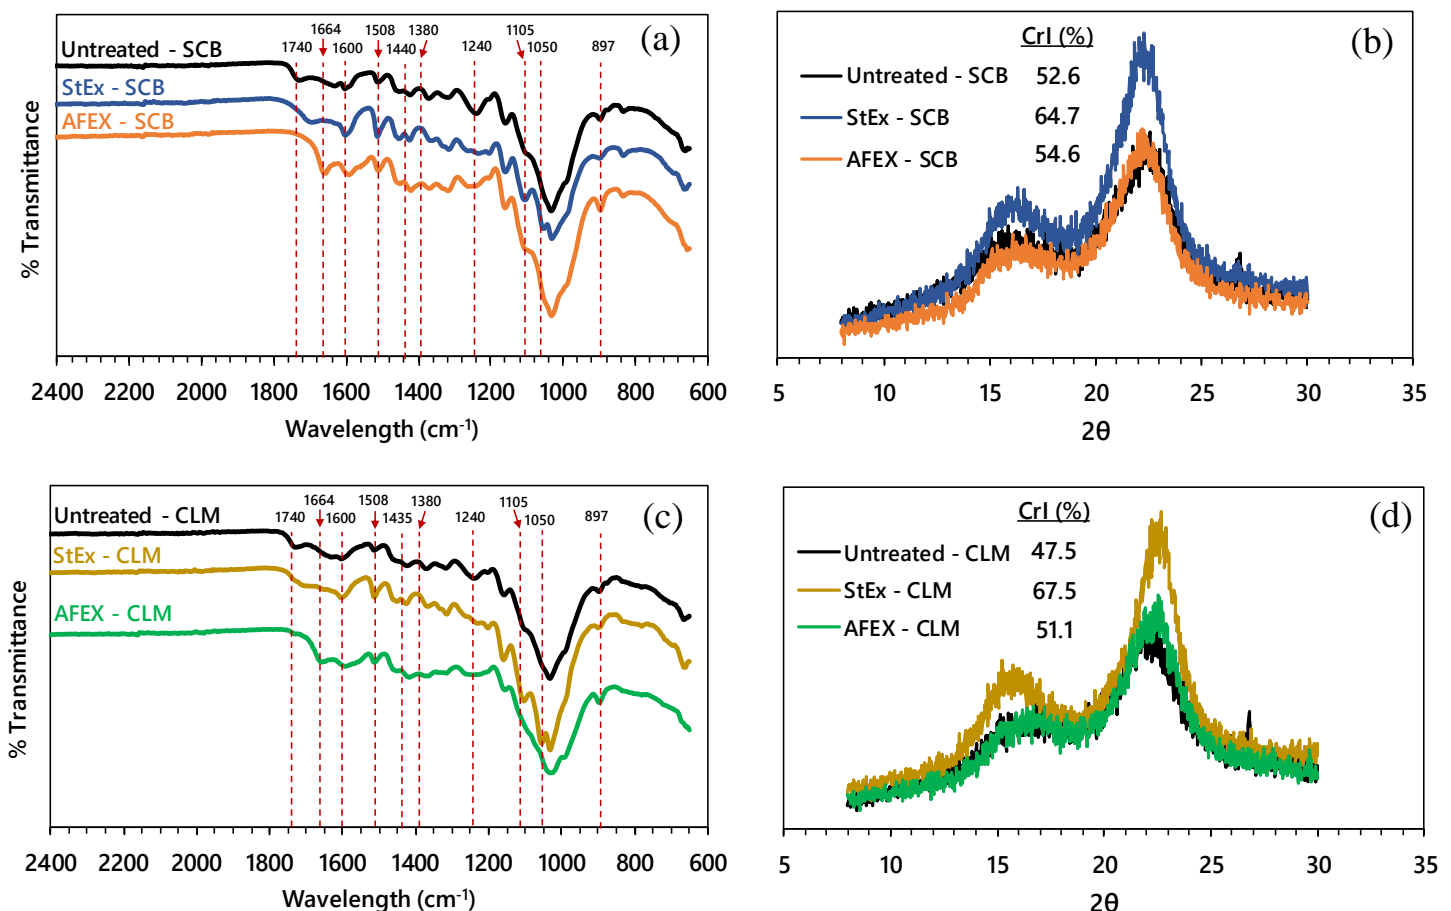 (a)
1664
1508
1380
1105
1740
1600
1440
1240
1050
897
Untreated - SCB
StEx - SCB
AFEX - SCB
% Transmittance
2400 2200 2000 1800 1600 1400 1200 1000 800 600
Wavelength (cm-1)
(b)
CrI (%)
Untreated - SCB 52.6
StEx - SCB 64.7
AFEX - SCB 54.6
5 10 15 20 25 30 35
2θ
(c)
1664 1508 1380 1105
1740 1600 1435 1240 1050 897
Untreated - CLM
StEx - CLM
AFEX - CLM
% Transmittance
2400 2200 2000 1800 1600 1400 1200 1000 800 600
Wavelength (cm-1)
(d)
CrI (%)
Untreated - CLM 47.5
StEx - CLM 67.5
AFEX - CLM 51.1
5 10 15 20 25 30 35
2θ